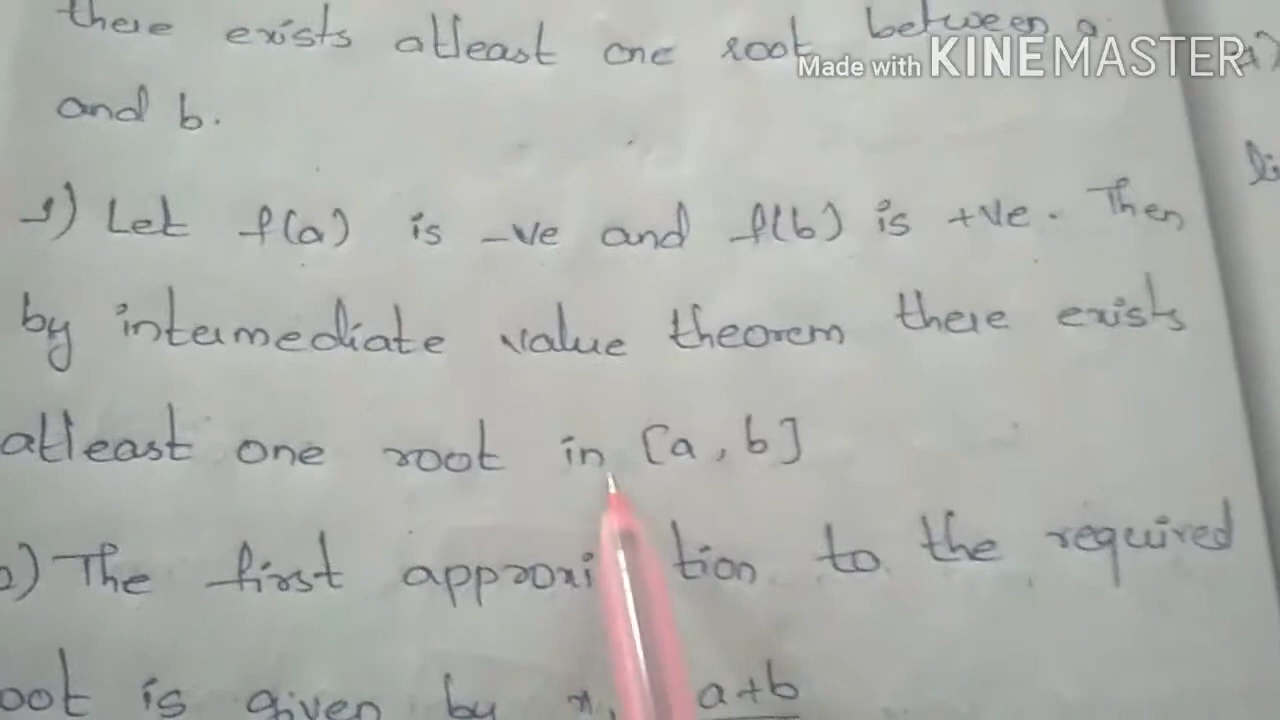 there exists atleast one root between a
Made with KINEMASTER
and b.
1) Let f(a) is -ve and f(b) is +ve. Then
by intermediate value theorem there exists
atleast one root in [a, b]
2) The first approxi tion to the required
oot is given by x1 a+b